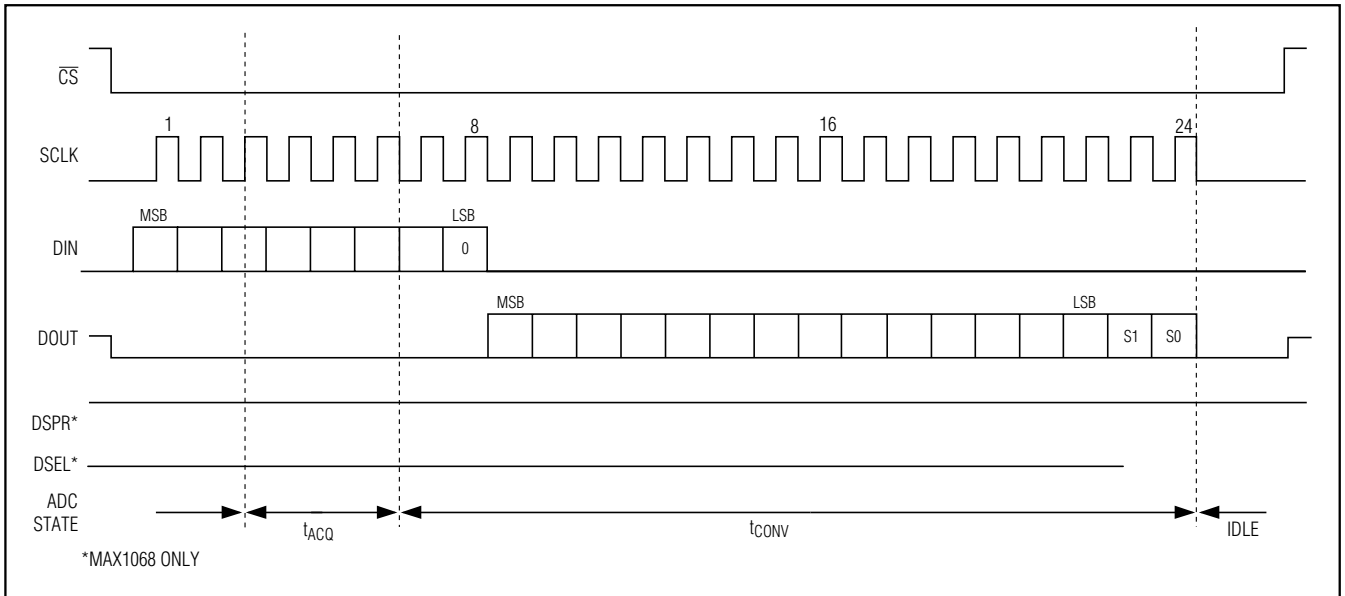 CS
1 8 16 24
SCLK
MSB LSB
DIN 0
MSB LSB
DOUT S1 S0
DSPR*
DSEL*
ADC
STATE
tACQ tCONV IDLE
*MAX1068 ONLY